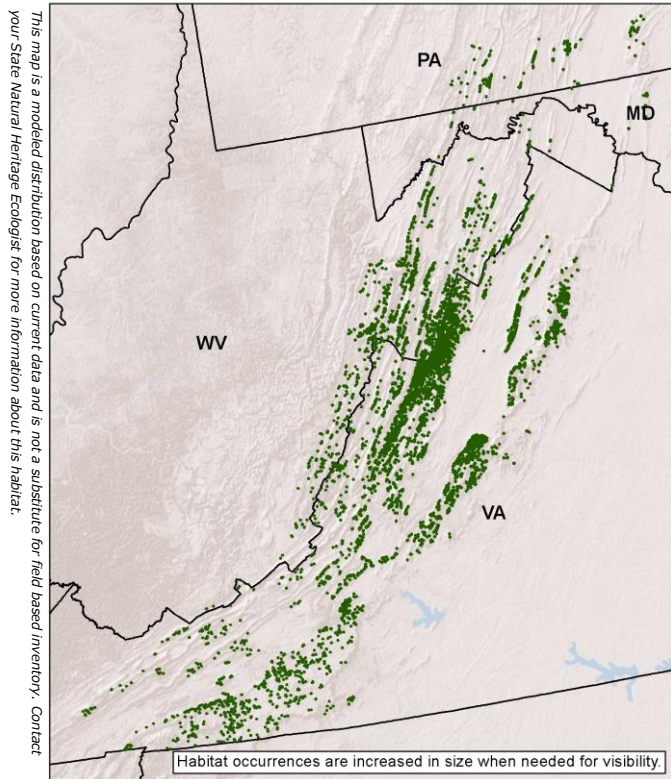 PA
MD
WV
VA
Habitat occurrences are increased in size when needed for visibility.
This map is a modeled distribution based on current data and is not a substitute for field based inventory. Contact
your State Natural Heritage Ecologist for more information about this habitat.